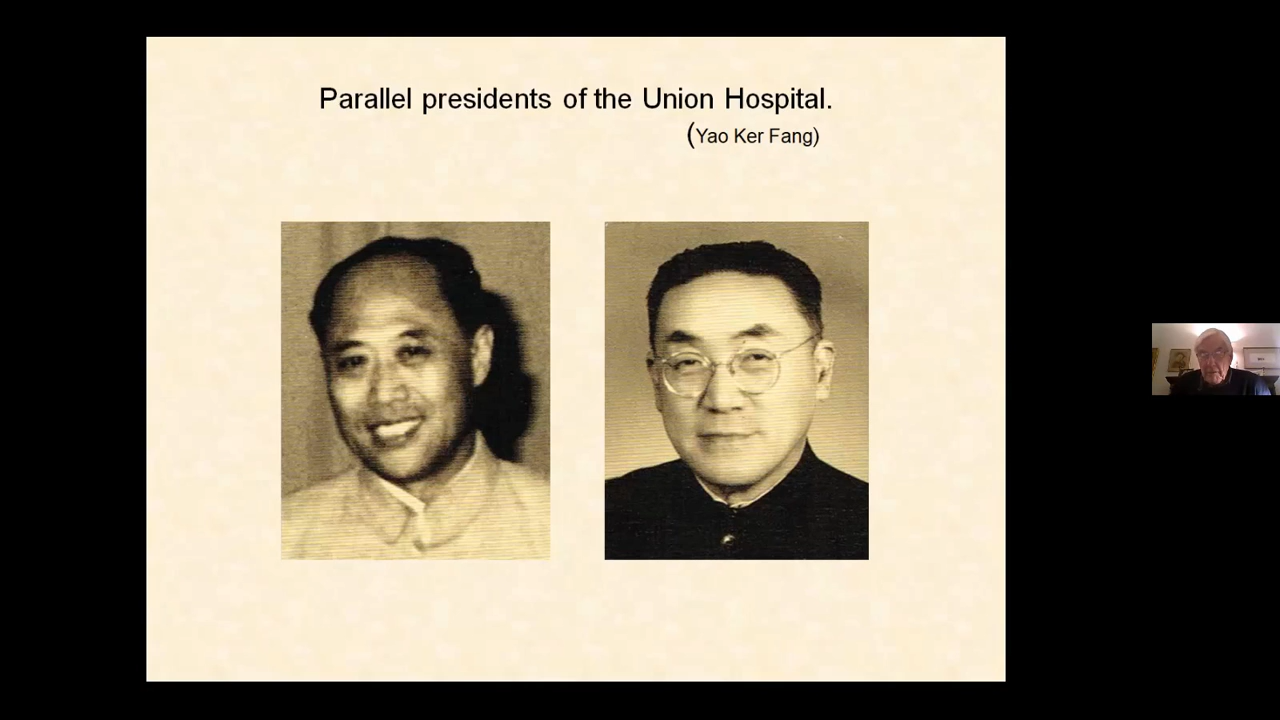 Parallel presidents of the Union Hospital.
(Yao Ker Fang)